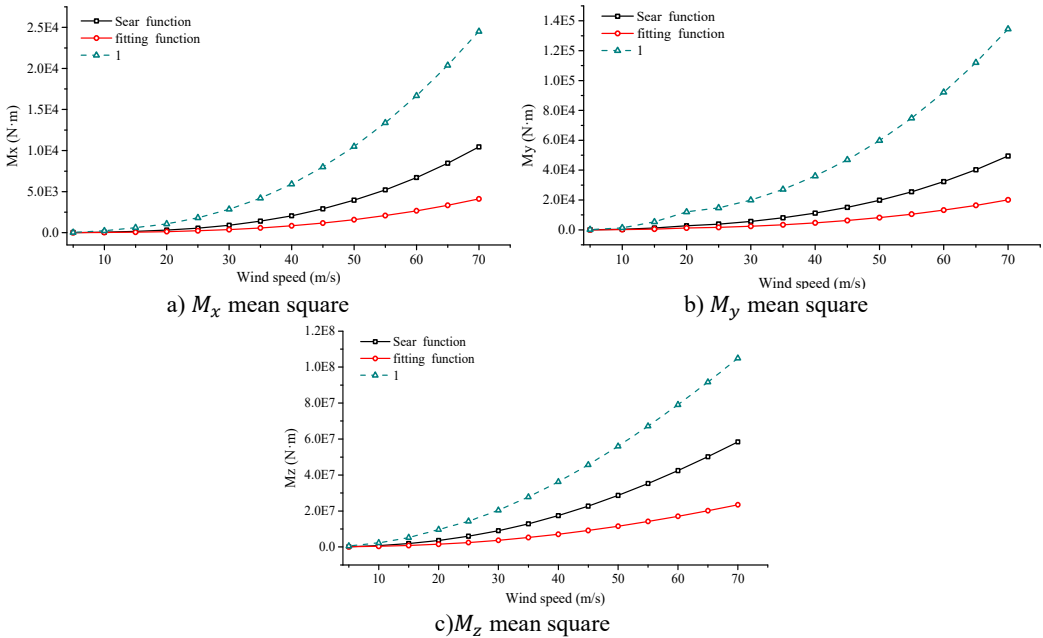 Sear function
fitting function
1
2.5E4
2.0E4
1.5E4
1.0E4
5.0E3
0.0
Mx (N·m)
10 20 30 40 50 60 70
Wind speed (m/s)
a) Mx mean square
Sear function
fitting function
1
1.4E5
1.2E5
1.0E5
8.0E4
6.0E4
4.0E4
2.0E4
0.0
My (N·m)
10 20 30 40 50 60 70
Wind speed (m/s)
b) My mean square
Sear function
fitting function
1
1.2E8
1.0E8
8.0E7
6.0E7
4.0E7
2.0E7
0.0
Mz (N·m)
10 20 30 40 50 60 70
Wind speed (m/s)
c)Mz mean square